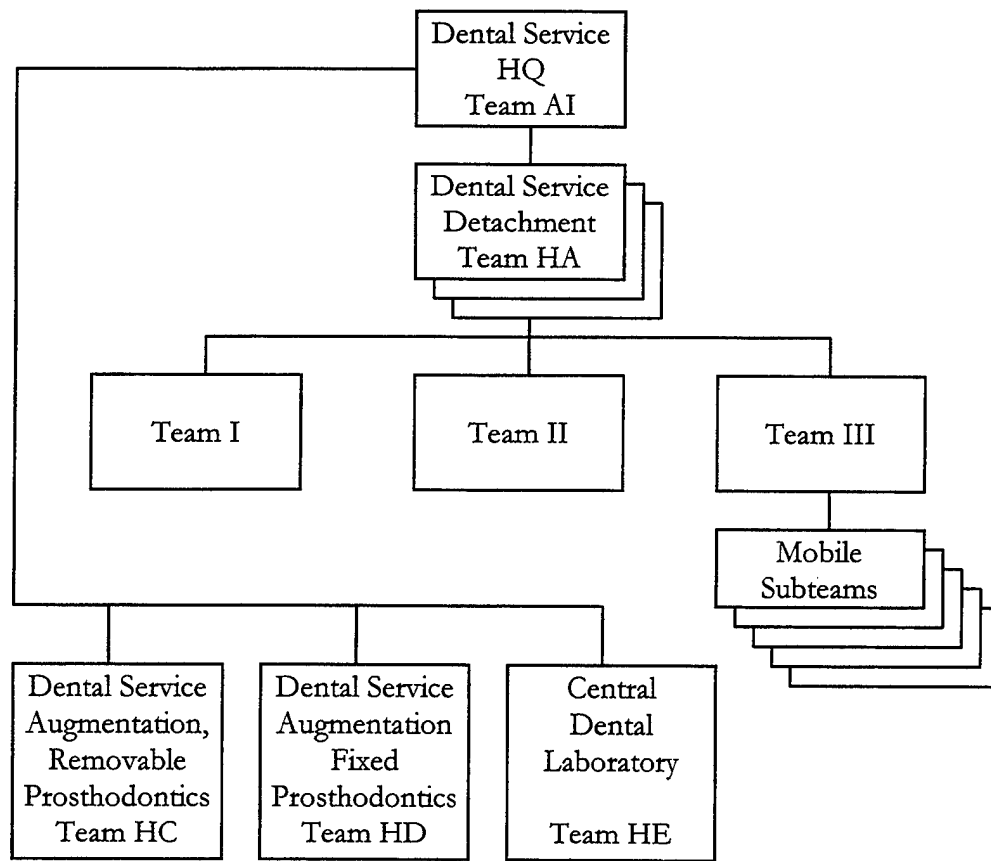 Dental Service
HQ
Team AI
Dental Service
Detachment
Team HA
Team I
Team II
Team III
Mobile
Subteams
Dental Service
Augmentation,
Removable
Prosthodontics
Team HC
Dental Service
Augmentation
Fixed
Prosthodontics
Team HD
Central
Dental
Laboratory
Team HE